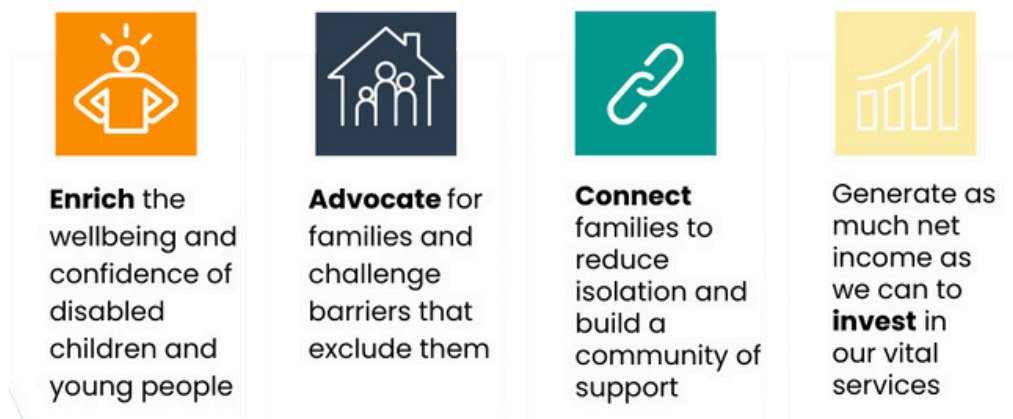 Enrich the
wellbeing and
confidence of
disabled
children and
young people
Advocate for
families and
challenge
barriers that
exclude them
Connect
families to
reduce
isolation and
build a
community of
support
Generate as
much net
income as
we can to
invest in
our vital
services